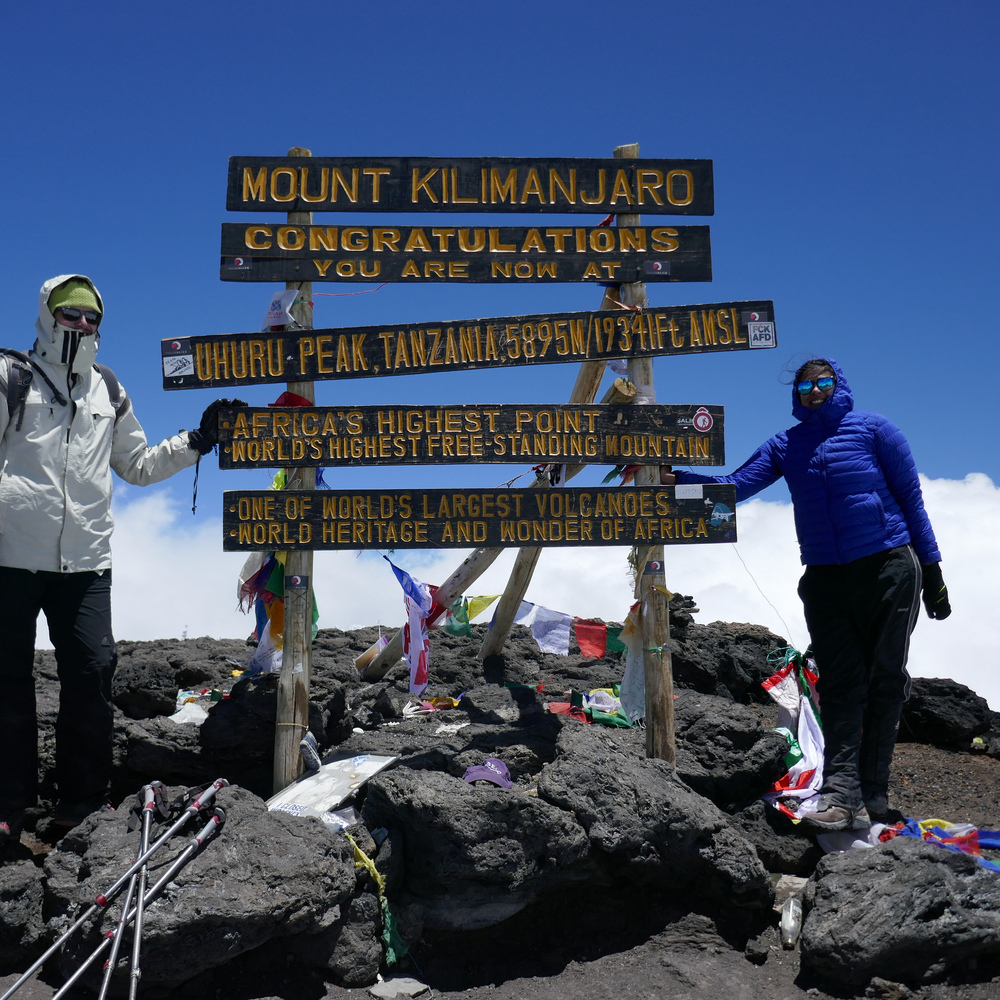 MOUNT KILIMANJARO
CONGRATULATIONS
YOU ARE NOW AT
UHURU PEAK, TANZANIA, 5895M/19341Ft AMSL
FCK
AFD
•AFRICA'S HIGHEST POINT
•WORLD'S HIGHEST FREE-STANDING MOUNTAIN
•ONE OF WORLD'S LARGEST VOLCANOES
•WORLD HERITAGE AND WONDER OF AFRICA